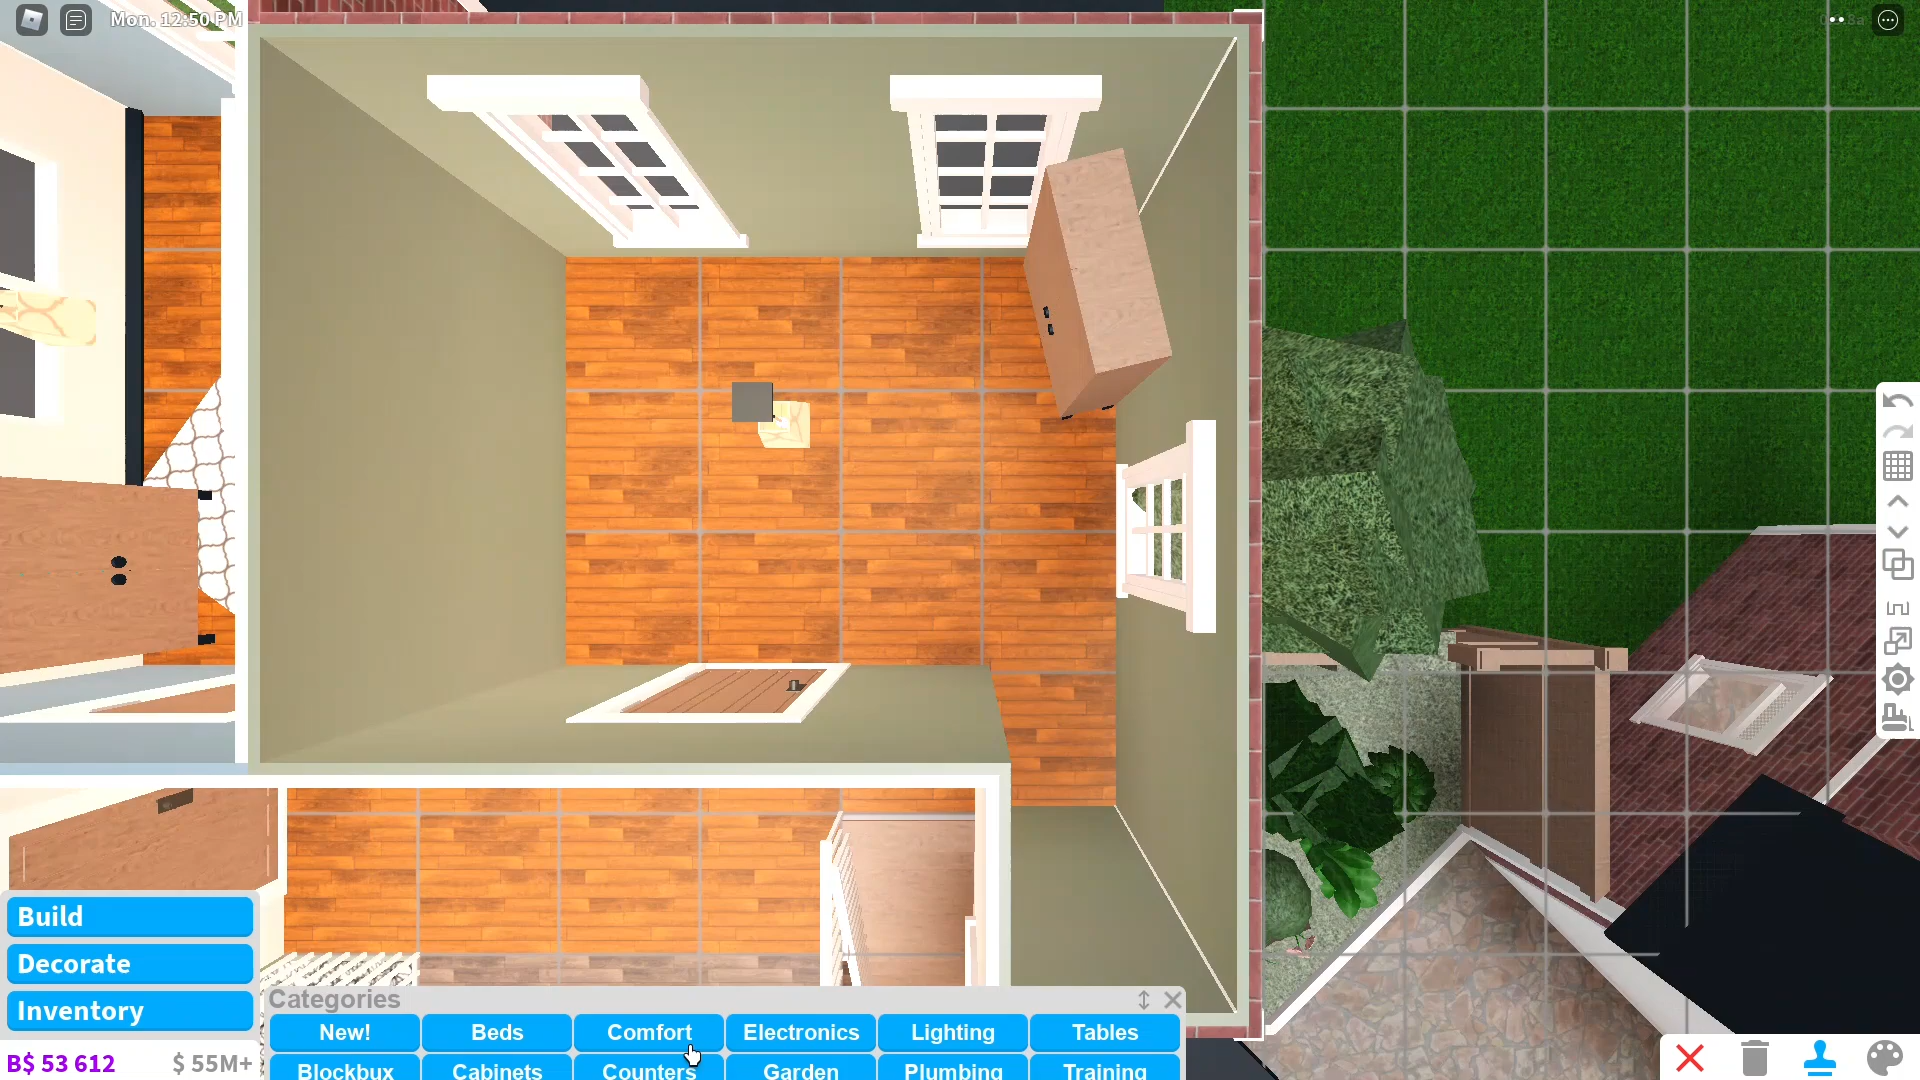 Mon. 12:50 PM
Build
Decorate
Inventory
B$ 53 612
$ 55M+
Categories
New!
Beds
Comfort
Electronics
Lighting
Tables
Blockbux
Cabinets
Counters
Garden
Plumbing
Training